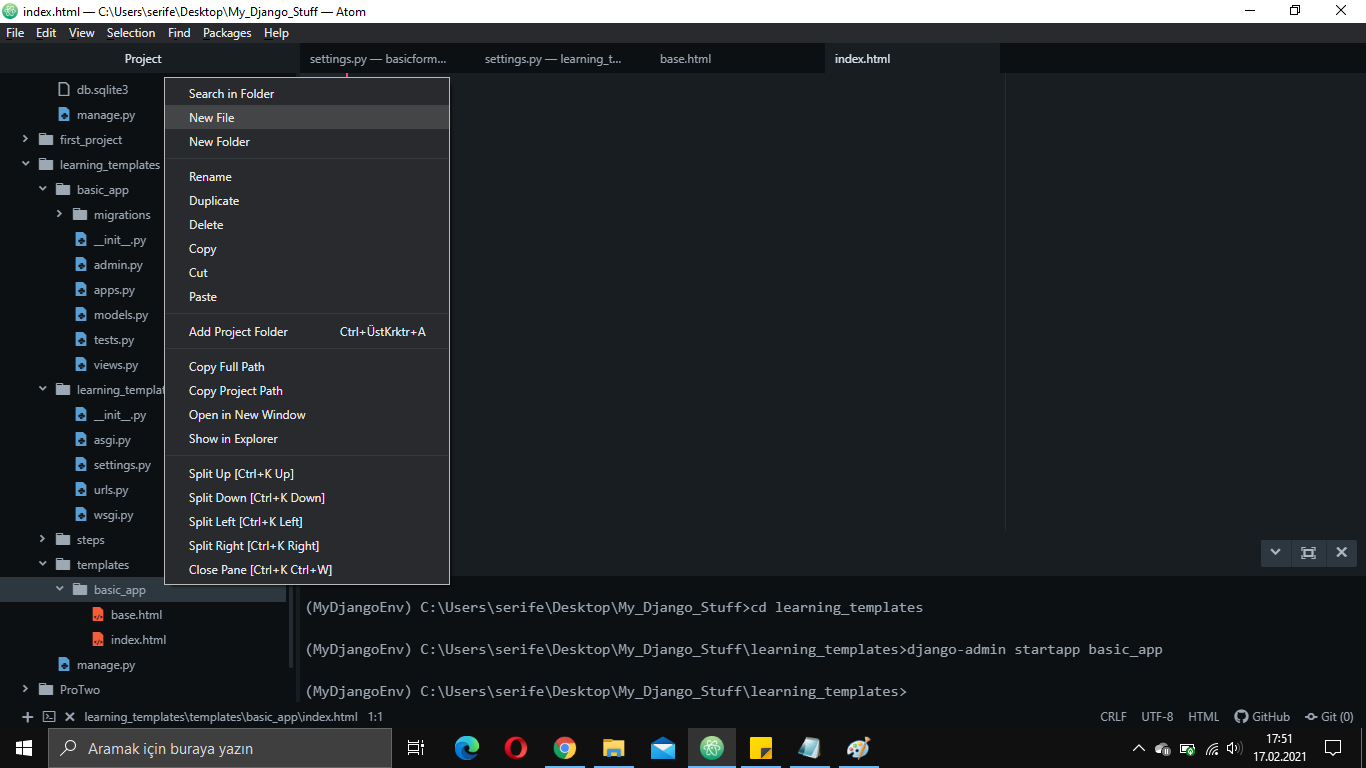 index.html — C:\Users\serife\Desktop\My_Django_Stuff — Atom
File Edit View Selection Find Packages Help
Project
settings.py — basicform...
settings.py — learning_t...
base.html
index.html
db.sqlite3
manage.py
first_project
learning_templates
basic_app
migrations
__init__.py
admin.py
apps.py
models.py
tests.py
views.py
learning_templat
__init__.py
asgi.py
settings.py
urls.py
wsgi.py
steps
templates
basic_app
base.html
index.html
manage.py
ProTwo
Search in Folder
New File
New Folder
Rename
Duplicate
Delete
Copy
Cut
Paste
Add Project Folder Ctrl+ÜstKrktr+A
Copy Full Path
Copy Project Path
Open in New Window
Show in Explorer
Split Up [Ctrl+K Up]
Split Down [Ctrl+K Down]
Split Left [Ctrl+K Left]
Split Right [Ctrl+K Right]
Close Pane [Ctrl+K Ctrl+W]
(MyDjangoEnv) C:\Users\serife\Desktop\My_Django_Stuff>cd learning_templates
(MyDjangoEnv) C:\Users\serife\Desktop\My_Django_Stuff\learning_templates>django-admin startapp basic_app
(MyDjangoEnv) C:\Users\serife\Desktop\My_Django_Stuff\learning_templates>
learning_templates\templates\basic_app\index.html 1:1
CRLF UTF-8 HTML GitHub Git (0)
Aramak için buraya yazın
17:51
17.02.2021